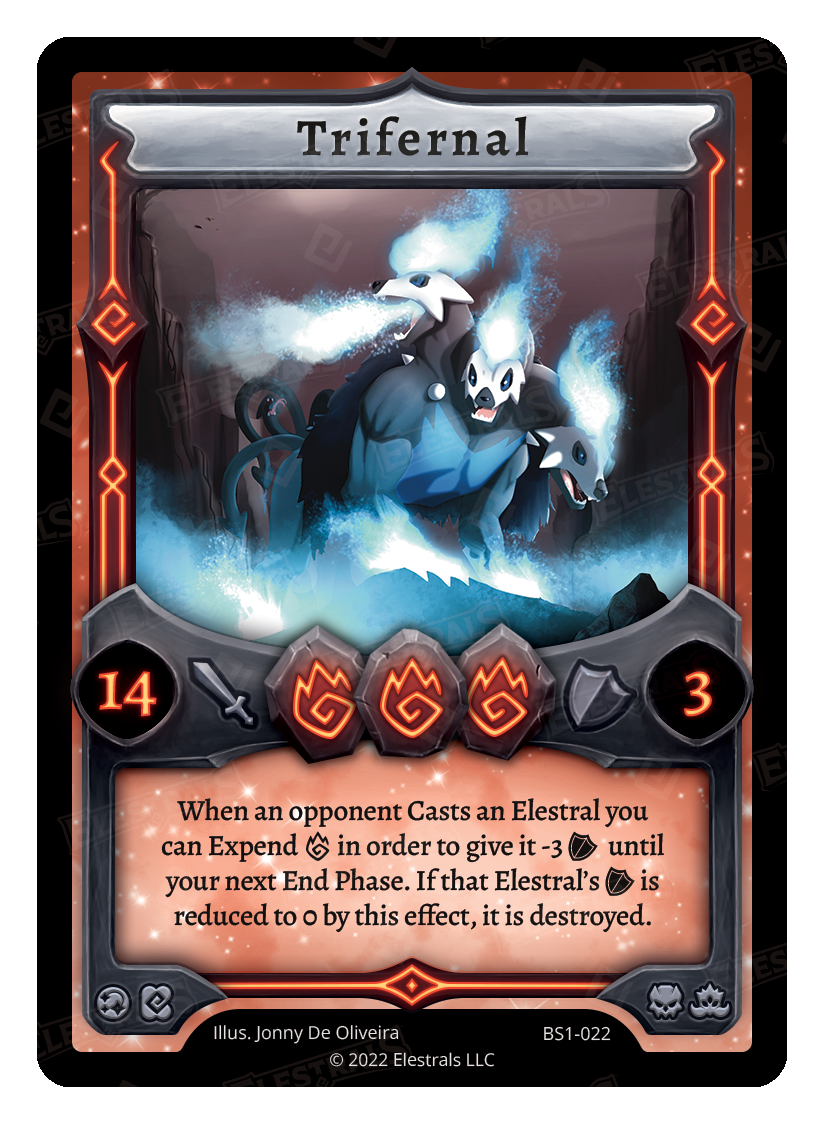 Trifernal
14
3
When an opponent Casts an Elestral you
can Expend in order to give it -3 until
your next End Phase. If that Elestral's is
reduced to 0 by this effect, it is destroyed.
Illus. Jonny De Oliveira
BS1-022
© 2022 Elestrals LLC
ELESTRALS